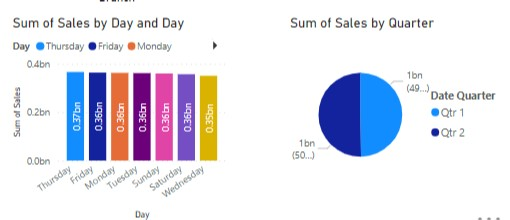 Sum of Sales by Day and Day
Day Thursday Friday Monday
0.4bn
0.2bn
0.0bn
Sum of Sales
0.37bn
0.36bn
0.36bn
0.36bn
0.36bn
0.36bn
0.35bn
Thursday
Friday
Monday
Tuesday
Sunday
Saturday
Wednesday
Day
Sum of Sales by Quarter
1bn
(49...)
1bn
(50...)
Date Quarter
Qtr 1
Qtr 2